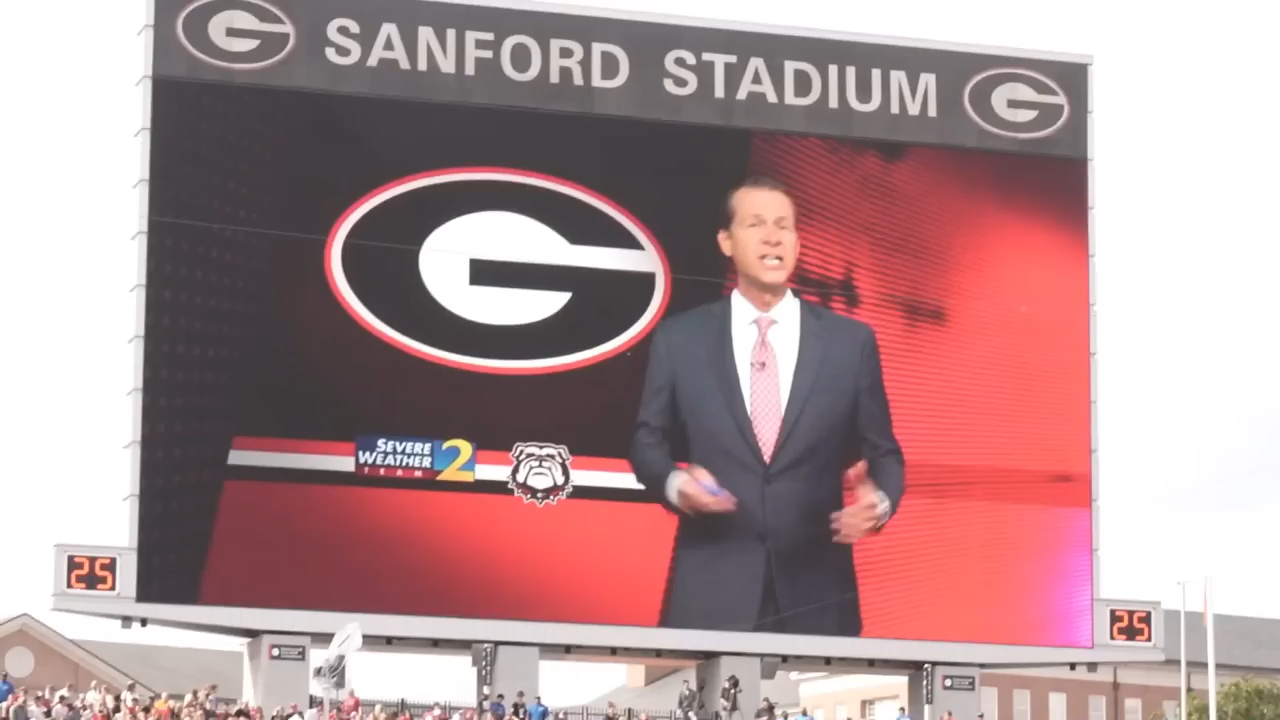 G SANFORD STADIUM G
G
SEVERE
WEATHER 2
TEAM
25
25